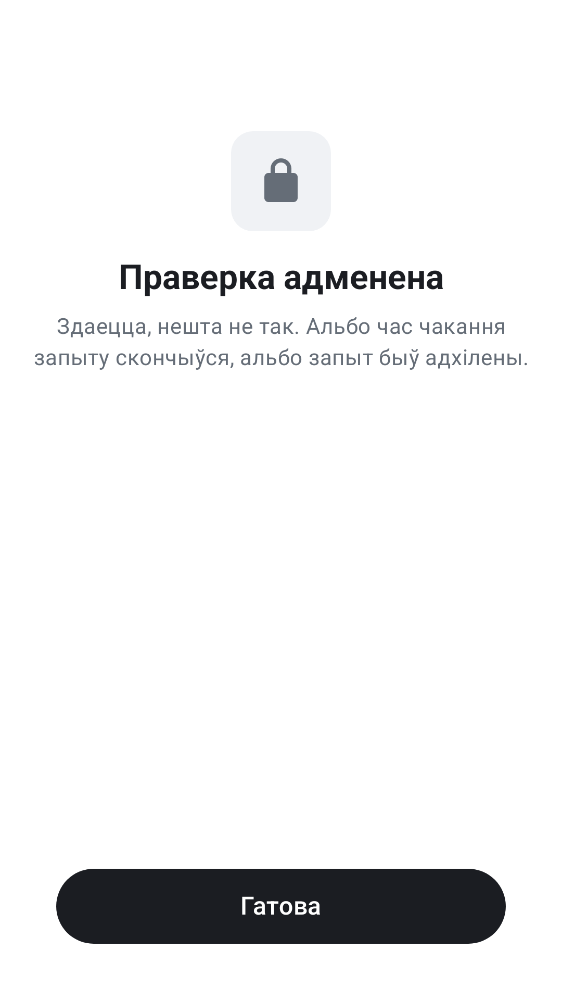 Праверка адменена
Здаецца, нешта не так. Альбо час чакання
запыту скончыўся, альбо запыт быў адхілены.
Гатова